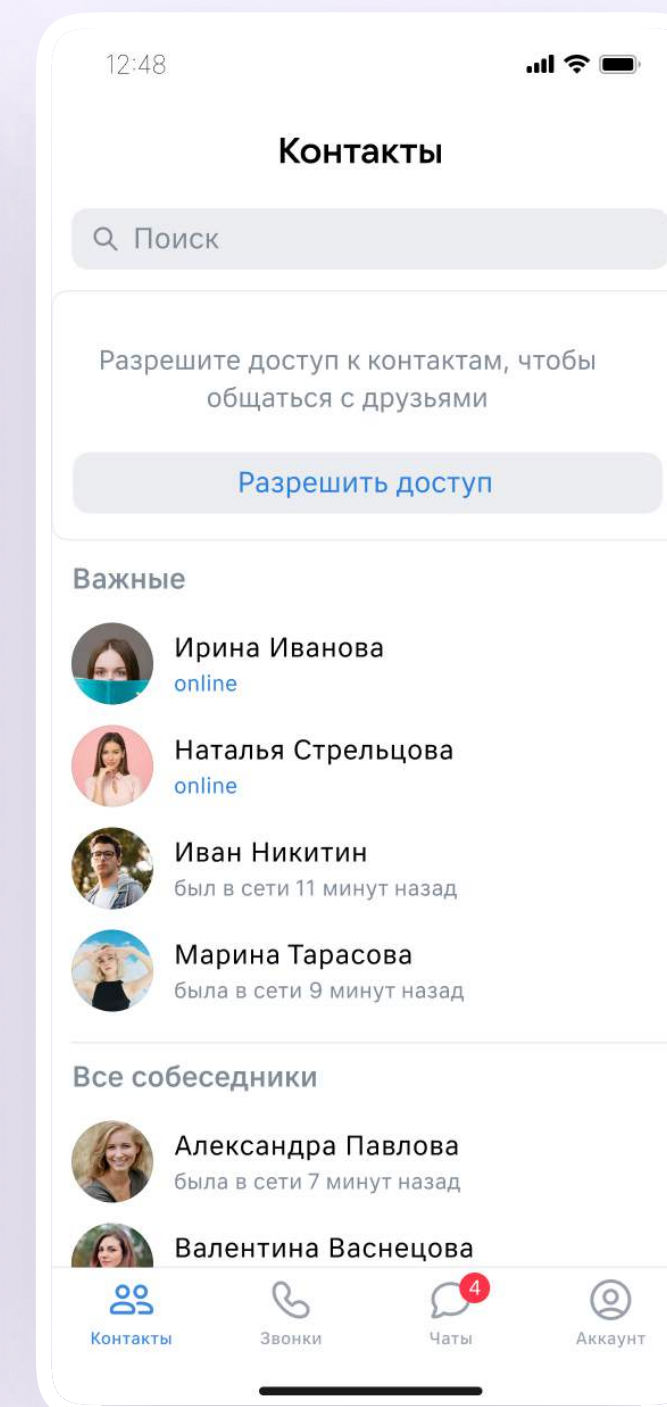 12:48
Контакты
Поиск
Разрешите доступ к контактам, чтобы
общаться с друзьями
Разрешить доступ
Важные
Ирина Иванова
online
Наталья Стрельцова
online
Иван Никитин
был в сети 11 минут назад
Марина Тарасова
была в сети 9 минут назад
Все собеседники
Александра Павлова
была в сети 7 минут назад
Валентина Васнецова
4
Контакты Звонки Чаты Аккаунт